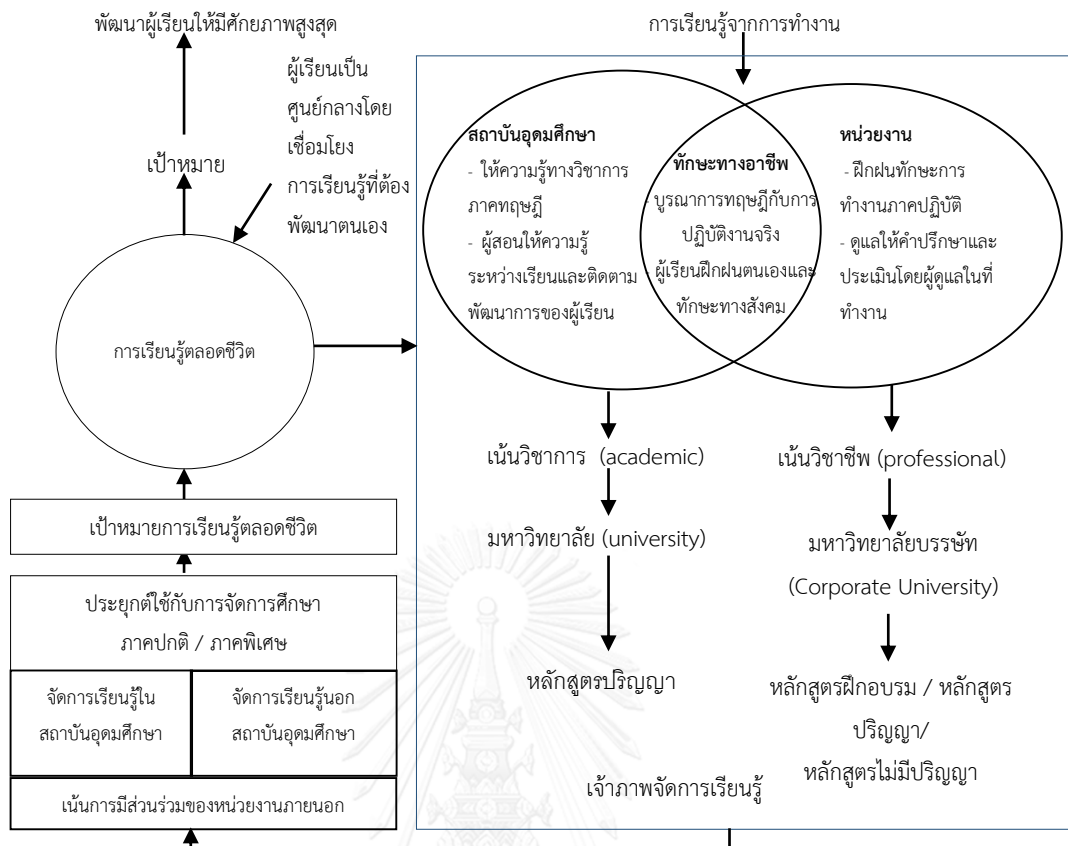 พัฒนาผู้เรียนให้มีศักยภาพสูงสุด
ผู้เรียนเป็น
ศูนย์กลางโดย
เชื่อมโยง
การเรียนรู้ที่ต้อง
พัฒนาตนเอง
เป้าหมาย
การเรียนรู้ตลอดชีวิต
เป้าหมายการเรียนรู้ตลอดชีวิต
ประยุกต์ใช้กับการจัดการศึกษา
ภาคปกติ / ภาคพิเศษ
จัดการเรียนรู้ใน
สถาบันอุดมศึกษา
จัดการเรียนรู้นอก
สถาบันอุดมศึกษา
เน้นการมีส่วนร่วมของหน่วยงานภายนอก
การเรียนรู้จากการทำงาน
สถาบันอุดมศึกษา
- ให้ความรู้ทางวิชาการ
ภาคทฤษฎี
- ผู้สอนให้ความรู้
ระหว่างเรียนและติดตาม
พัฒนาการของผู้เรียน
ทักษะทางอาชีพ
- บูรณาการทฤษฎีกับการ
ปฏิบัติงานจริง
- ผู้เรียนฝึกฝนตนเองและ
ทักษะทางสังคม
หน่วยงาน
- ฝึกฝนทักษะการ
ทำงานภาคปฏิบัติ
- ดูแลให้คำปรึกษาและ
ประเมินโดยผู้ดูแลในที่
ทำงาน
เน้นวิชาการ (academic)
มหาวิทยาลัย (university)
หลักสูตรปริญญา
เน้นวิชาชีพ (professional)
มหาวิทยาลัยบรรษัท
(Corporate University)
หลักสูตรฝึกอบรม / หลักสูตร
ปริญญา/
หลักสูตรไม่มีปริญญา
เจ้าภาพจัดการเรียนรู้